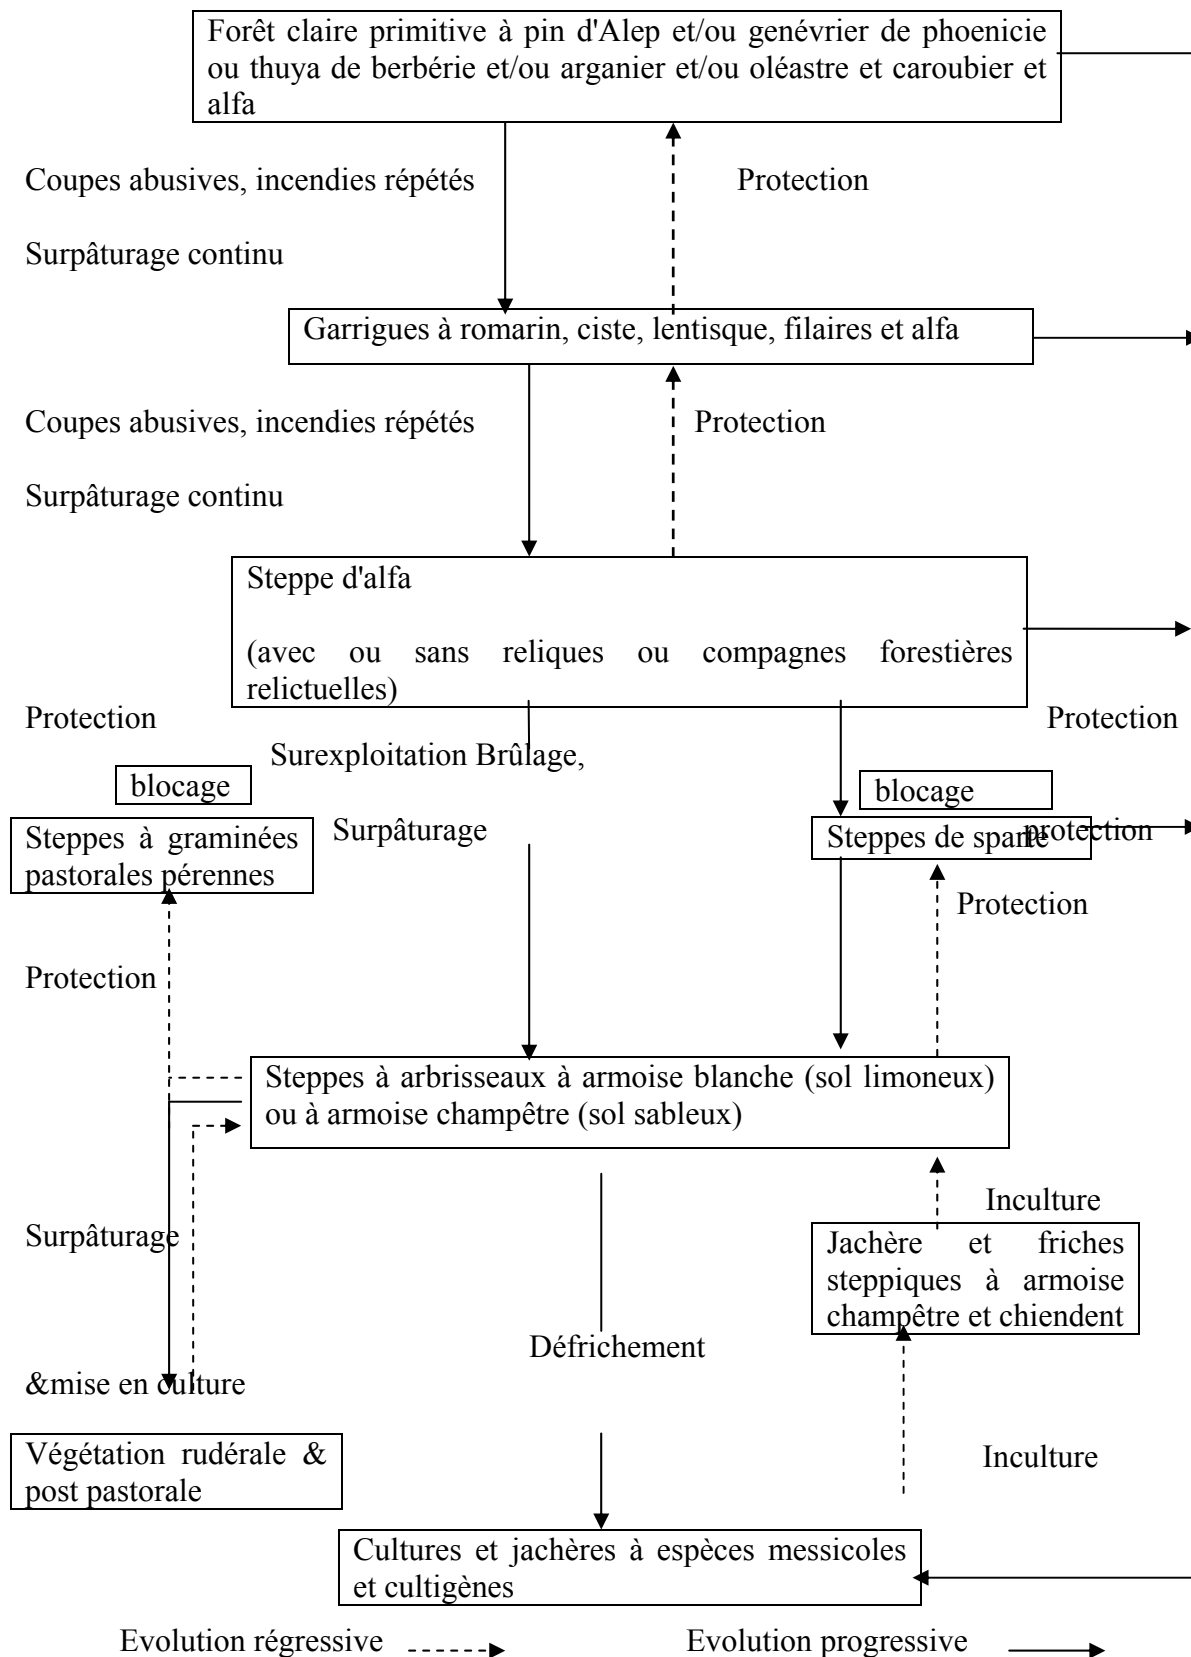 Forêt claire primitive à pin d'Alep et/ou genévrier de phoenicie
ou thuya de berbérie et/ou arganier et/ou oléastre et caroubier et
alfa
Coupes abusives, incendies répétés
Protection
Surpâturage continu
Garrigues à romarin, ciste, lentisque, filaires et alfa
Coupes abusives, incendies répétés
Protection
Surpâturage continu
Steppe d'alfa
(avec ou sans reliques ou compagnes forestières
relictuelles)
Protection
Protection
Surexploitation Brûlage,
blocage
blocage
Steppes à graminées
pastorales pérennes
Surpâturage
Steppes de sparte
protection
Protection
Protection
Steppes à arbrisseaux à armoise blanche (sol limoneux)
ou à armoise champêtre (sol sableux)
Inculture
Surpâturage
Jachère et friches
steppiques à armoise
champêtre et chiendent
Défrichement
&mise en culture
Végétation rudérale &
post pastorale
Inculture
Cultures et jachères à espèces messicoles
et cultigènes
Evolution régressive
Evolution progressive